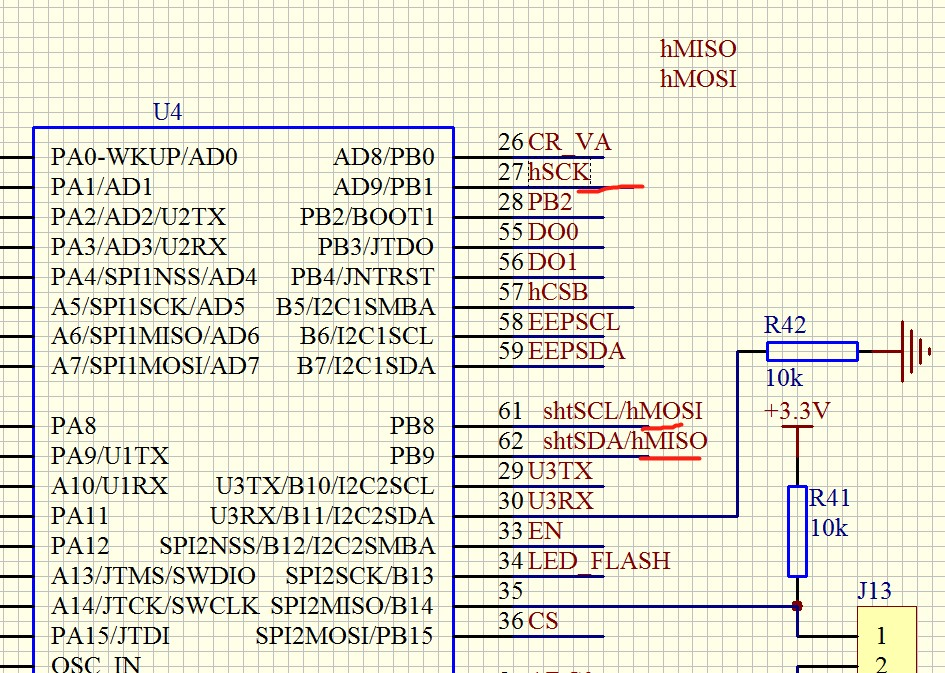 hMISO
hMOSI
U4
PA0-WKUP/AD0 AD8/PB0 26 CR_VA
PA1/AD1 AD9/PB1 27 hSCK
PA2/AD2/U2TX PB2/BOOT1 28 PB2
PA3/AD3/U2RX PB3/JTDO 55 DO0
PA4/SPI1NSS/AD4 PB4/JNTRST 56 DO1
A5/SPI1SCK/AD5 B5/I2C1SMBA 57 hCSB
A6/SPI1MISO/AD6 B6/I2C1SCL 58 EEPSCL
R42
A7/SPI1MOSI/AD7 B7/I2C1SDA 59 EEPSDA
10k
PA8 PB8 61 shtSCL/hMOSI
+3.3V
PA9/U1TX PB9 62 shtSDA/hMISO
A10/U1RX U3TX/B10/I2C2SCL 29 U3TX
PA11 U3RX/B11/I2C2SDA 30 U3RX
R41
10k
PA12 SPI2NSS/B12/I2C2SMBA 33 EN
A13/JTMS/SWDIO SPI2SCK/B13 34 LED_FLASH
A14/JTCK/SWCLK SPI2MISO/B14 35
J13
PA15/JTDI SPI2MOSI/PB15 36 CS
1
OSC_IN
2